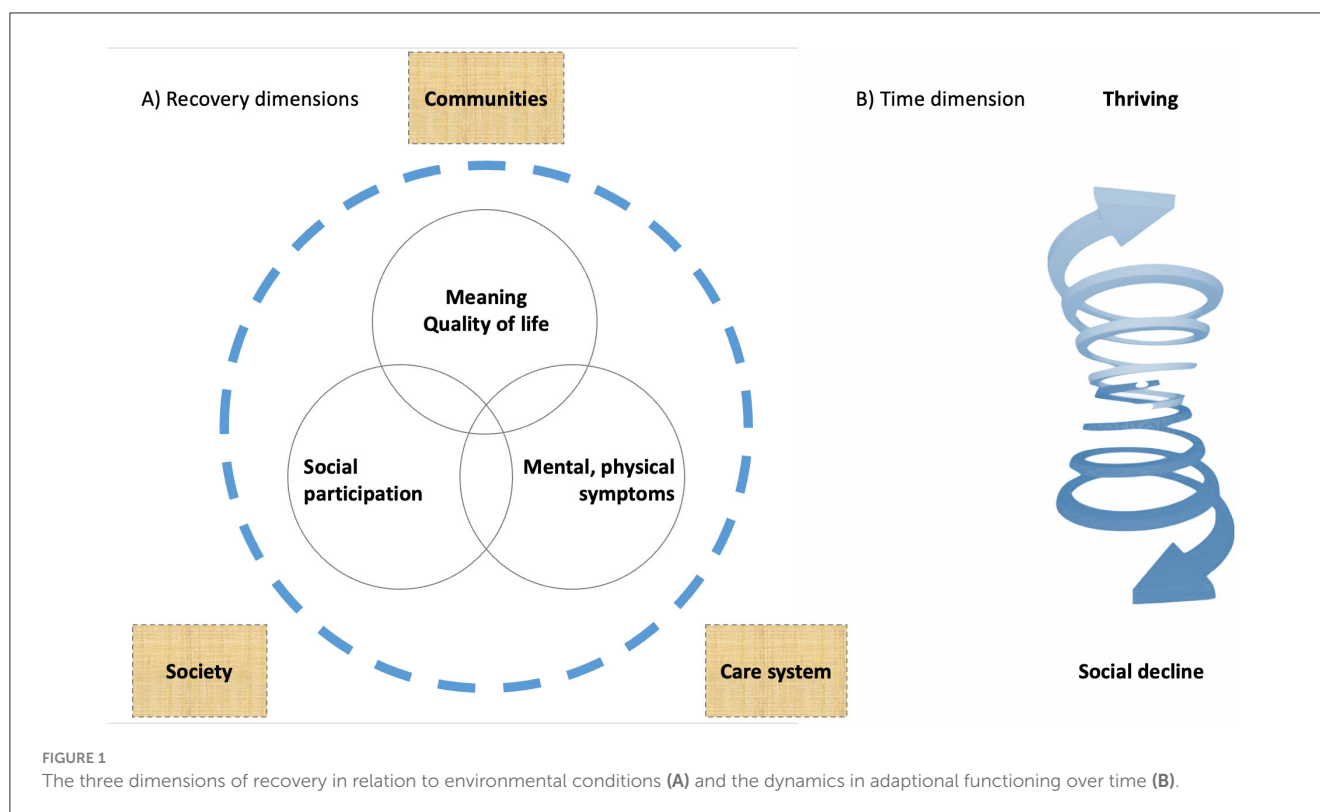 A) Recovery dimensions
Communities
B) Time dimension
Thriving
Meaning
Quality of life
Social
participation
Mental, physical
symptoms
Society
Care system
Social decline
FIGURE 1
The three dimensions of recovery in relation to environmental conditions (A) and the dynamics in adaptional functioning over time (B).